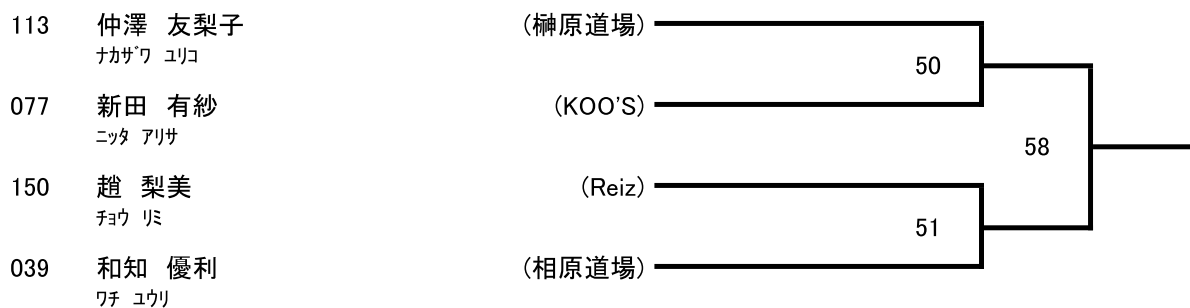 113 仲澤 友梨子 (榊原道場)
ﾅｶｻﾞﾜ ﾕﾘｺ
50
077 新田 有紗 (KOO'S)
ﾆｯﾀ ｱﾘｻ
58
150 趙 梨美 (Reiz)
ﾁｮｳ ﾘﾐ
51
039 和知 優利 (相原道場)
ﾜﾁ ﾕｳﾘ